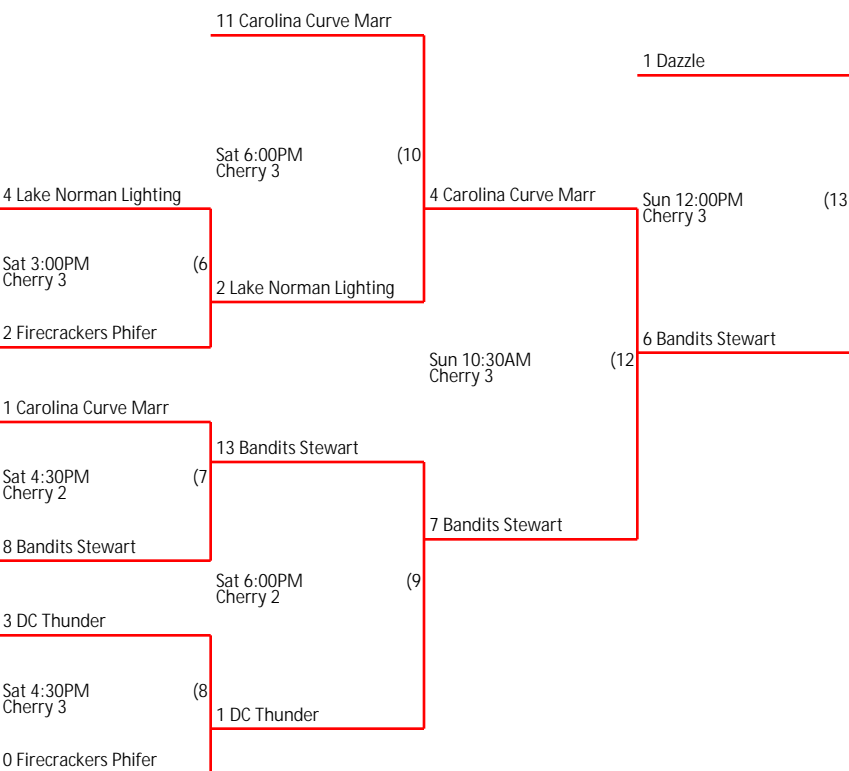 11 Carolina Curve Marr
1 Dazzle
Sat 6:00PM (10
Cherry 3
4 Lake Norman Lighting
4 Carolina Curve Marr
Sun 12:00PM (13
Cherry 3
Sat 3:00PM (6
Cherry 3
2 Lake Norman Lighting
2 Firecrackers Phifer
6 Bandits Stewart
Sun 10:30AM (12
Cherry 3
1 Carolina Curve Marr
13 Bandits Stewart
Sat 4:30PM (7
Cherry 2
7 Bandits Stewart
8 Bandits Stewart
Sat 6:00PM (9
Cherry 2
3 DC Thunder
Sat 4:30PM (8
Cherry 3
1 DC Thunder
0 Firecrackers Phifer